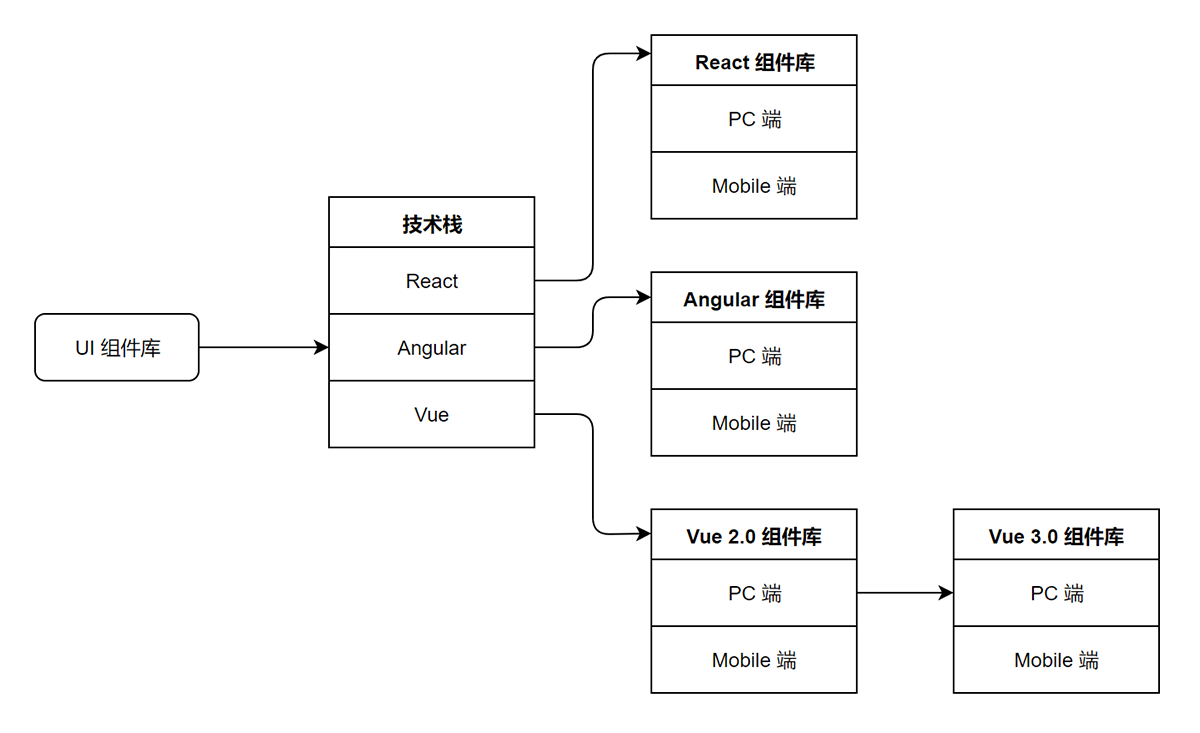 UI 组件库
技术栈
React
Angular
Vue
React 组件库
PC 端
Mobile 端
Angular 组件库
PC 端
Mobile 端
Vue 2.0 组件库
PC 端
Mobile 端
Vue 3.0 组件库
PC 端
Mobile 端